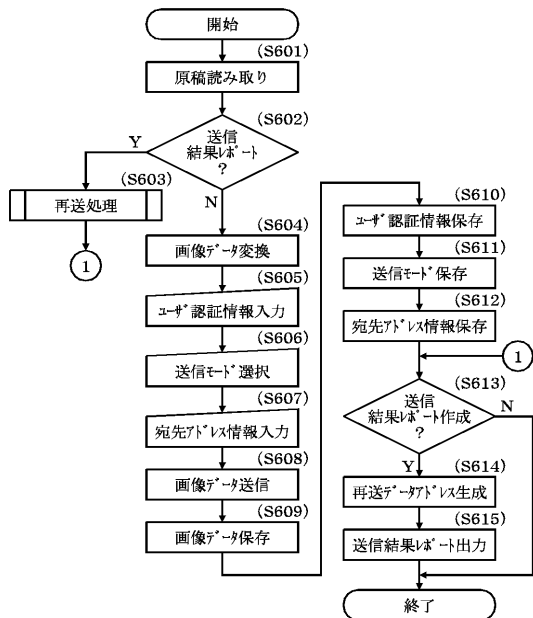 開始
(S601)
原稿読み取り
(S602)
送信
結果ﾚﾎﾟｰﾄ
?
Y
N
(S603)
再送処理
1
(S604)
画像データ変換
(S605)
ﾕｰｻﾞ認証情報入力
(S606)
送信ﾓｰﾄﾞ選択
(S607)
宛先ｱﾄﾞﾚｽ情報入力
(S608)
画像データ送信
(S609)
画像データ保存
(S610)
ﾕｰｻﾞ認証情報保存
(S611)
送信ﾓｰﾄﾞ保存
(S612)
宛先ｱﾄﾞﾚｽ情報保存
1
(S613)
送信
結果ﾚﾎﾟｰﾄ作成
?
N
Y
(S614)
再送ﾃﾞｰﾀｱﾄﾞﾚｽ生成
(S615)
送信結果ﾚﾎﾟｰﾄ出力
終了